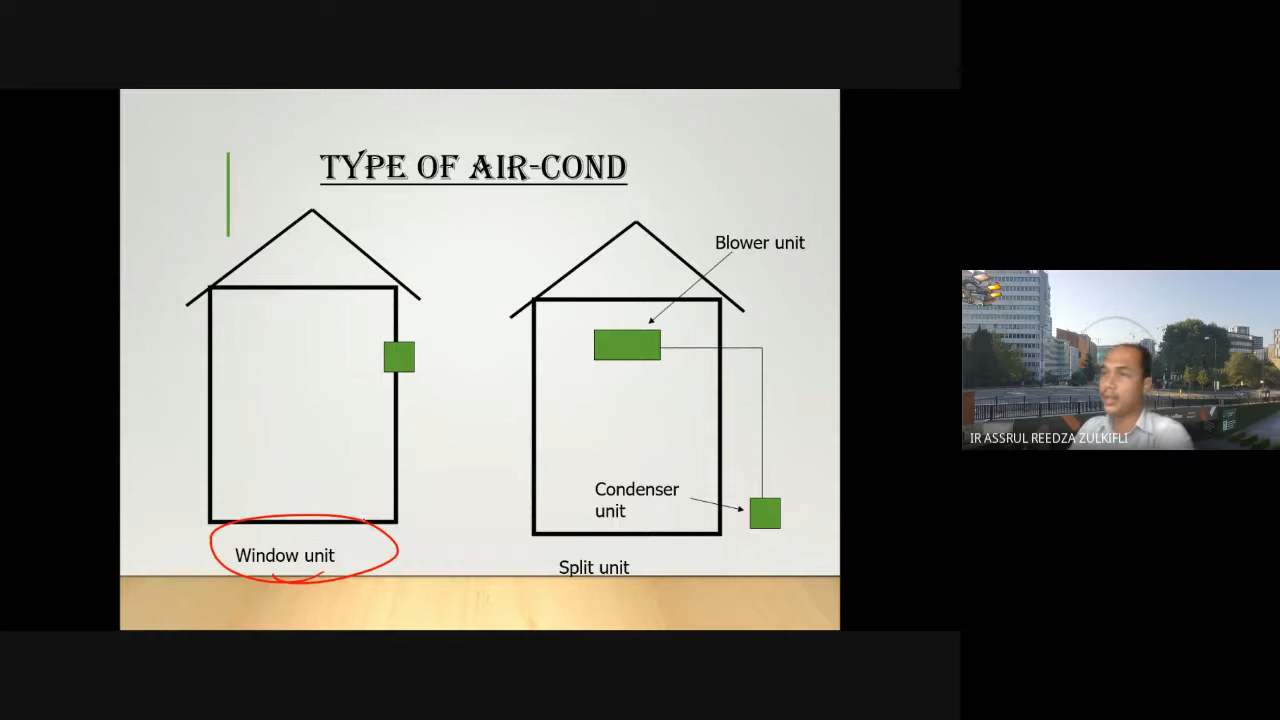 TYPE OF AIR-COND
Blower unit
Condenser
unit
Window unit
Split unit
IR ASSRUL REEDZA ZULKIFLI